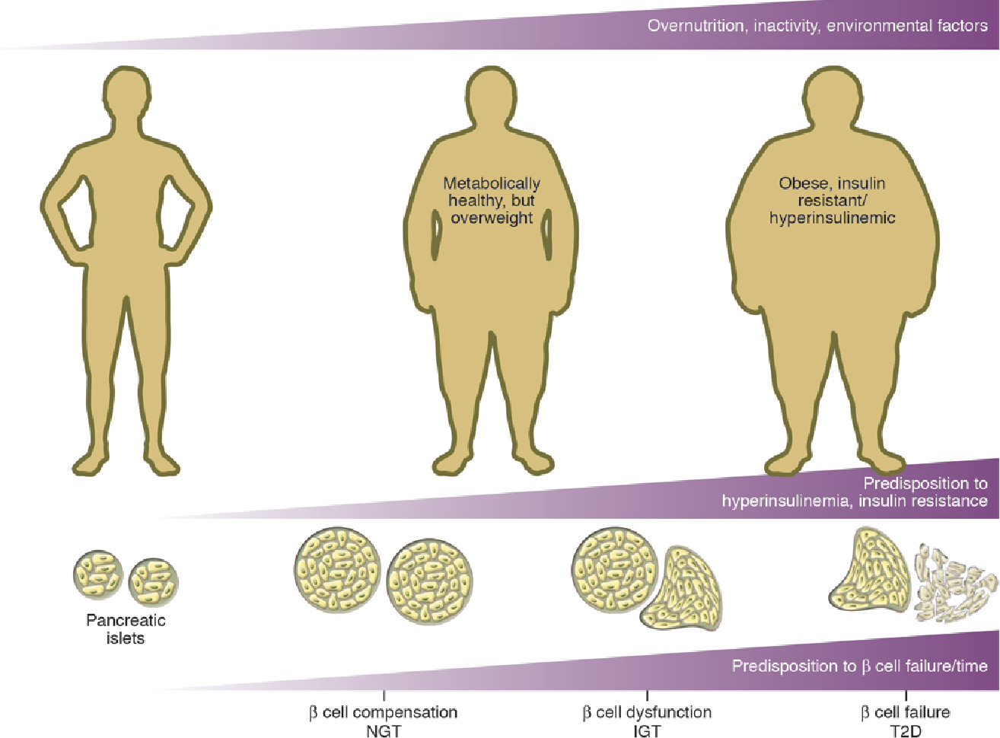 Overnutrition, inactivity, environmental factors
Metabolically
healthy, but
overweight
Obese, insulin
resistant/
hyperinsulinemic
Predisposition to
hyperinsulinemia, insulin resistance
Pancreatic
islets
Predisposition to β cell failure/time
β cell compensation
NGT
β cell dysfunction
IGT
β cell failure
T2D